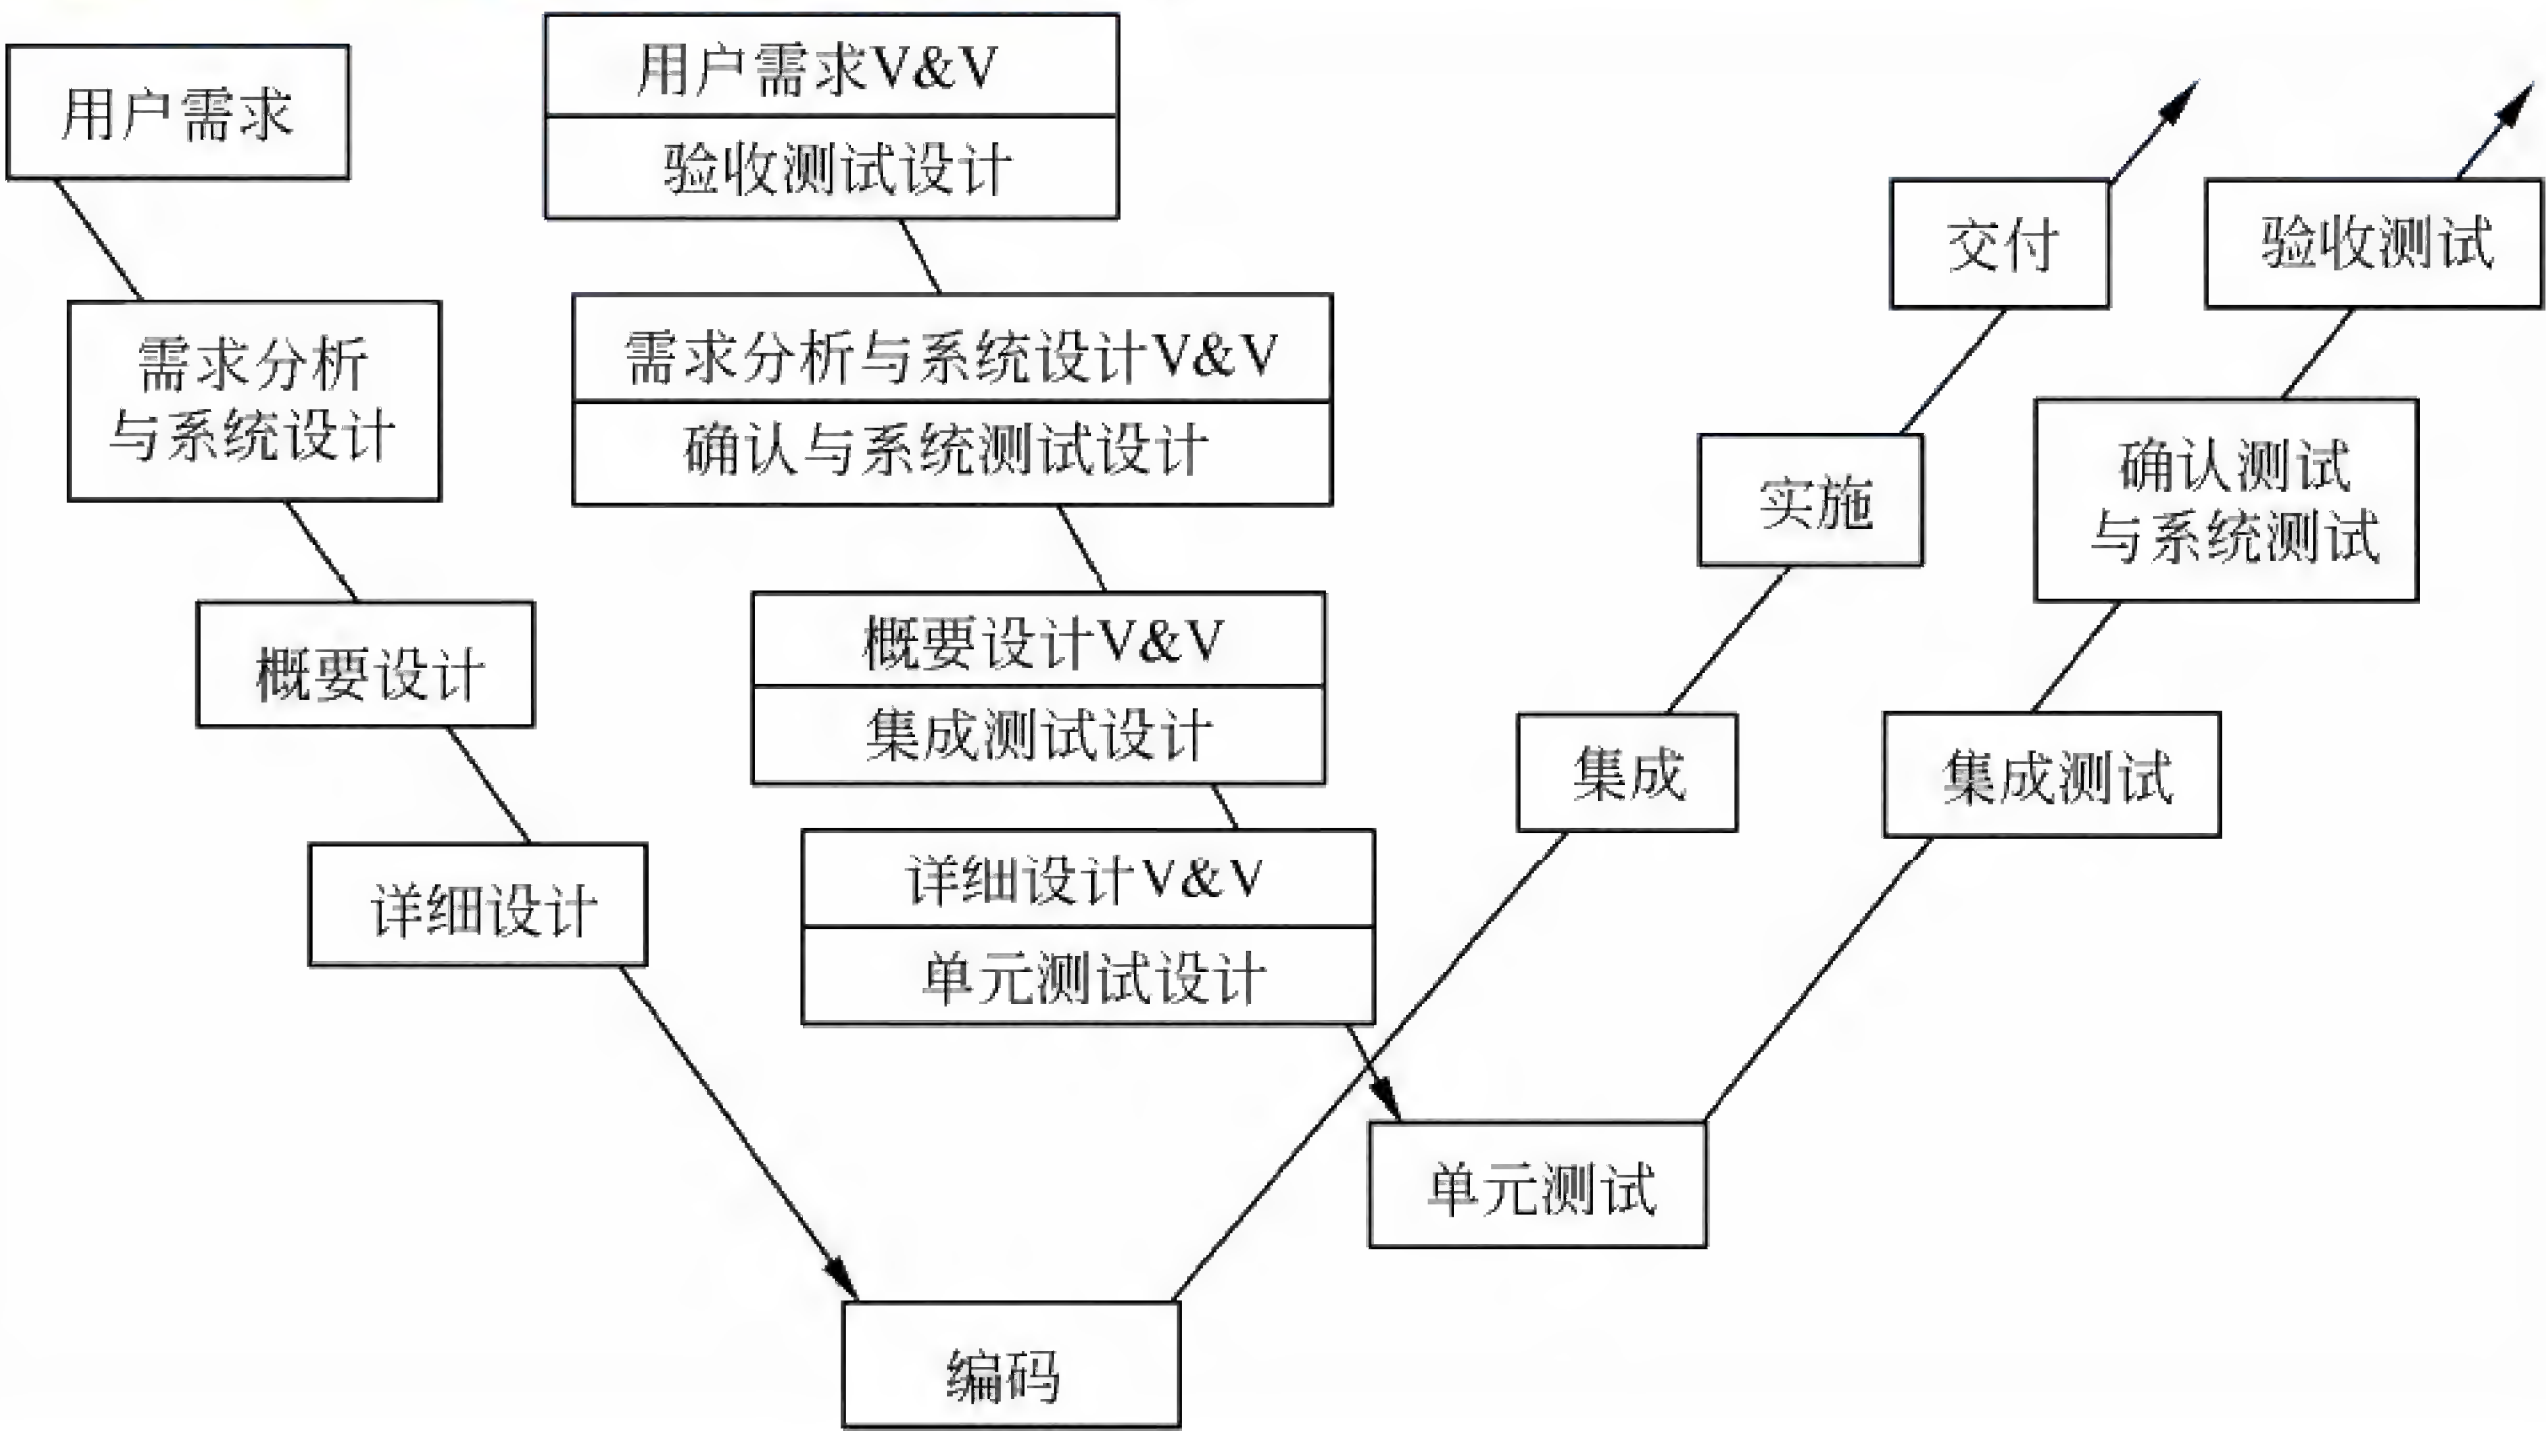 用户需求
用户需求V&V
验收测试设计
交付
验收测试
需求分析
与系统设计
需求分析与系统设计V&V
确认与系统测试设计
实施
确认测试
与系统测试
概要设计
概要设计V&V
集成测试设计
集成
集成测试
详细设计
详细设计V&V
单元测试设计
单元测试
编码